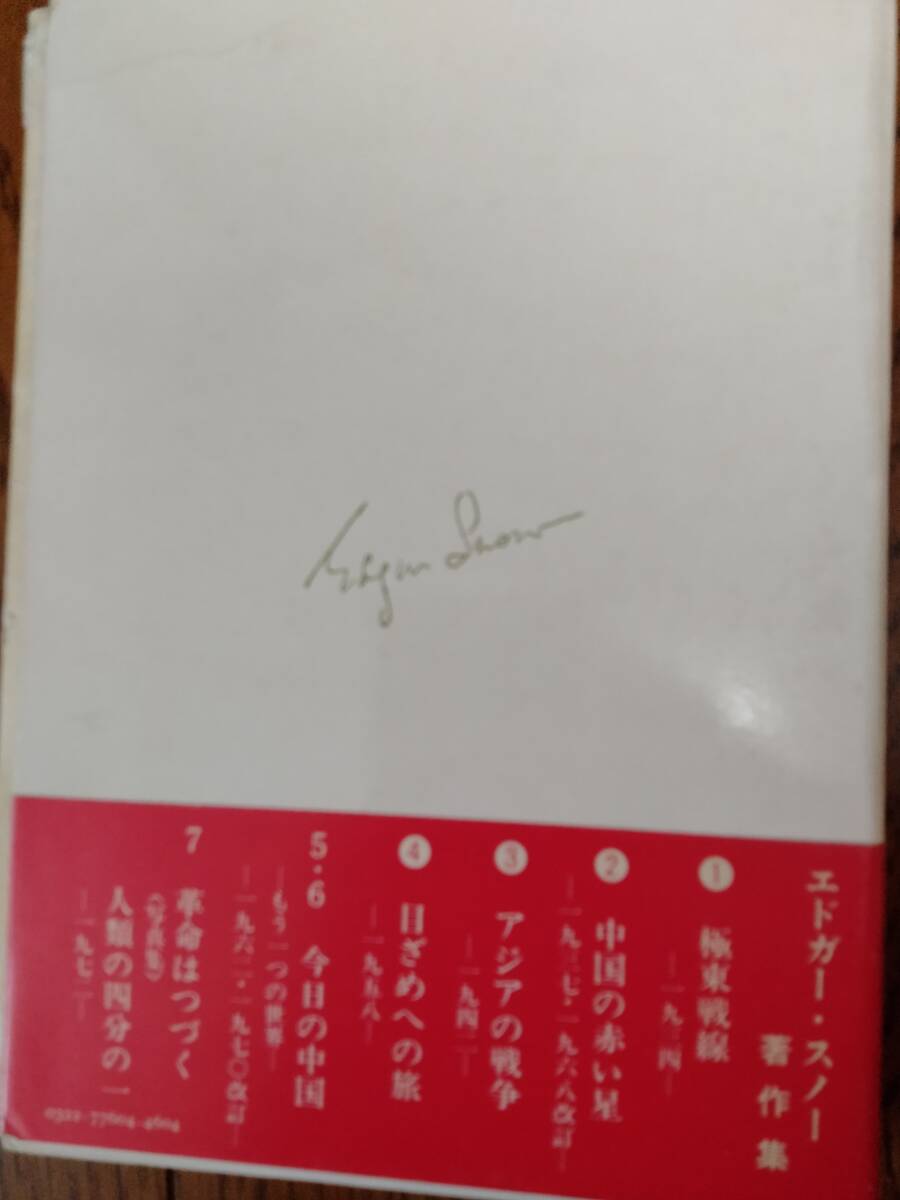 Edgar Snow
エドガー・スノー
著作集
1 極東戦線
―一九三四―
2 中国の赤い星
―一九三七・一九六八改訂―
3 アジアの戦争
―一九四一―
4 目ざめへの旅
―一九五八―
5・6 今日の中国
―もう一つの世界―
―一九六二・一九七〇改訂―
7 革命はつづく
〈写真集〉
人類の四分の一
―一九七二―
0322-77604-4604